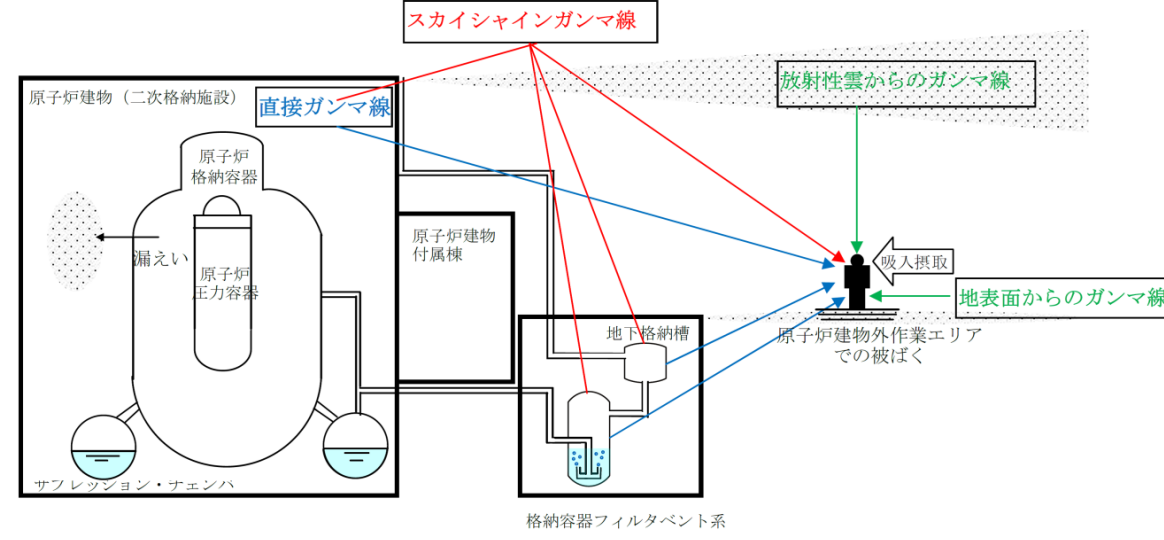 スカイシャインガンマ線
放射性雲からのガンマ線
原子炉建物（二次格納施設）
直接ガンマ線
原子炉
格納容器
原子炉建物
付属棟
漏えい
吸入摂取
原子炉
圧力容器
地表面からのガンマ線
地下格納槽
原子炉建物外作業エリア
での被ばく
サプレッション・チェンバ
格納容器フィルタベント系